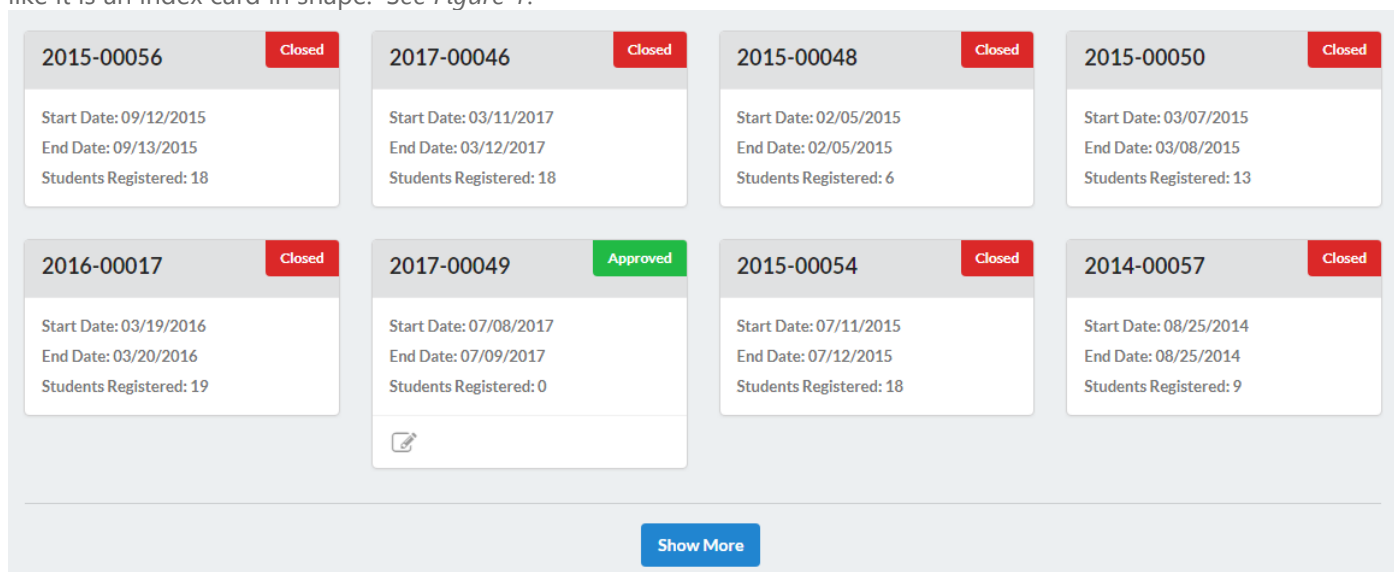 like it is an index card in shape. See Figure 1.
2015-00056
Closed
Start Date: 09/12/2015
End Date: 09/13/2015
Students Registered: 18
2017-00046
Closed
Start Date: 03/11/2017
End Date: 03/12/2017
Students Registered: 18
2015-00048
Closed
Start Date: 02/05/2015
End Date: 02/05/2015
Students Registered: 6
2015-00050
Closed
Start Date: 03/07/2015
End Date: 03/08/2015
Students Registered: 13
2016-00017
Closed
Start Date: 03/19/2016
End Date: 03/20/2016
Students Registered: 19
2017-00049
Approved
Start Date: 07/08/2017
End Date: 07/09/2017
Students Registered: 0
2015-00054
Closed
Start Date: 07/11/2015
End Date: 07/12/2015
Students Registered: 18
2014-00057
Closed
Start Date: 08/25/2014
End Date: 08/25/2014
Students Registered: 9
Show More